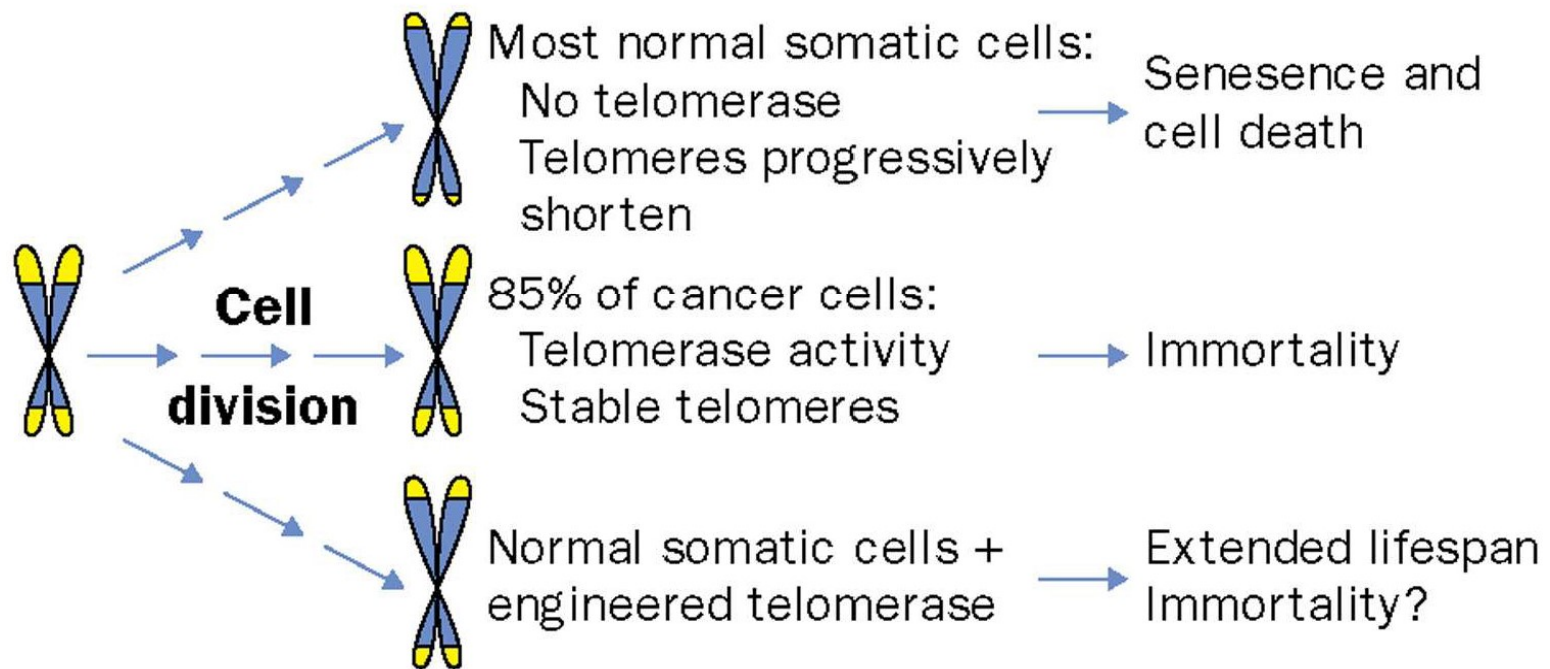 Most normal somatic cells:
No telomerase
Telomeres progressively
shorten
Senesence and
cell death
Cell
division
85% of cancer cells:
Telomerase activity
Stable telomeres
Immortality
Normal somatic cells +
engineered telomerase
Extended lifespan
Immortality?